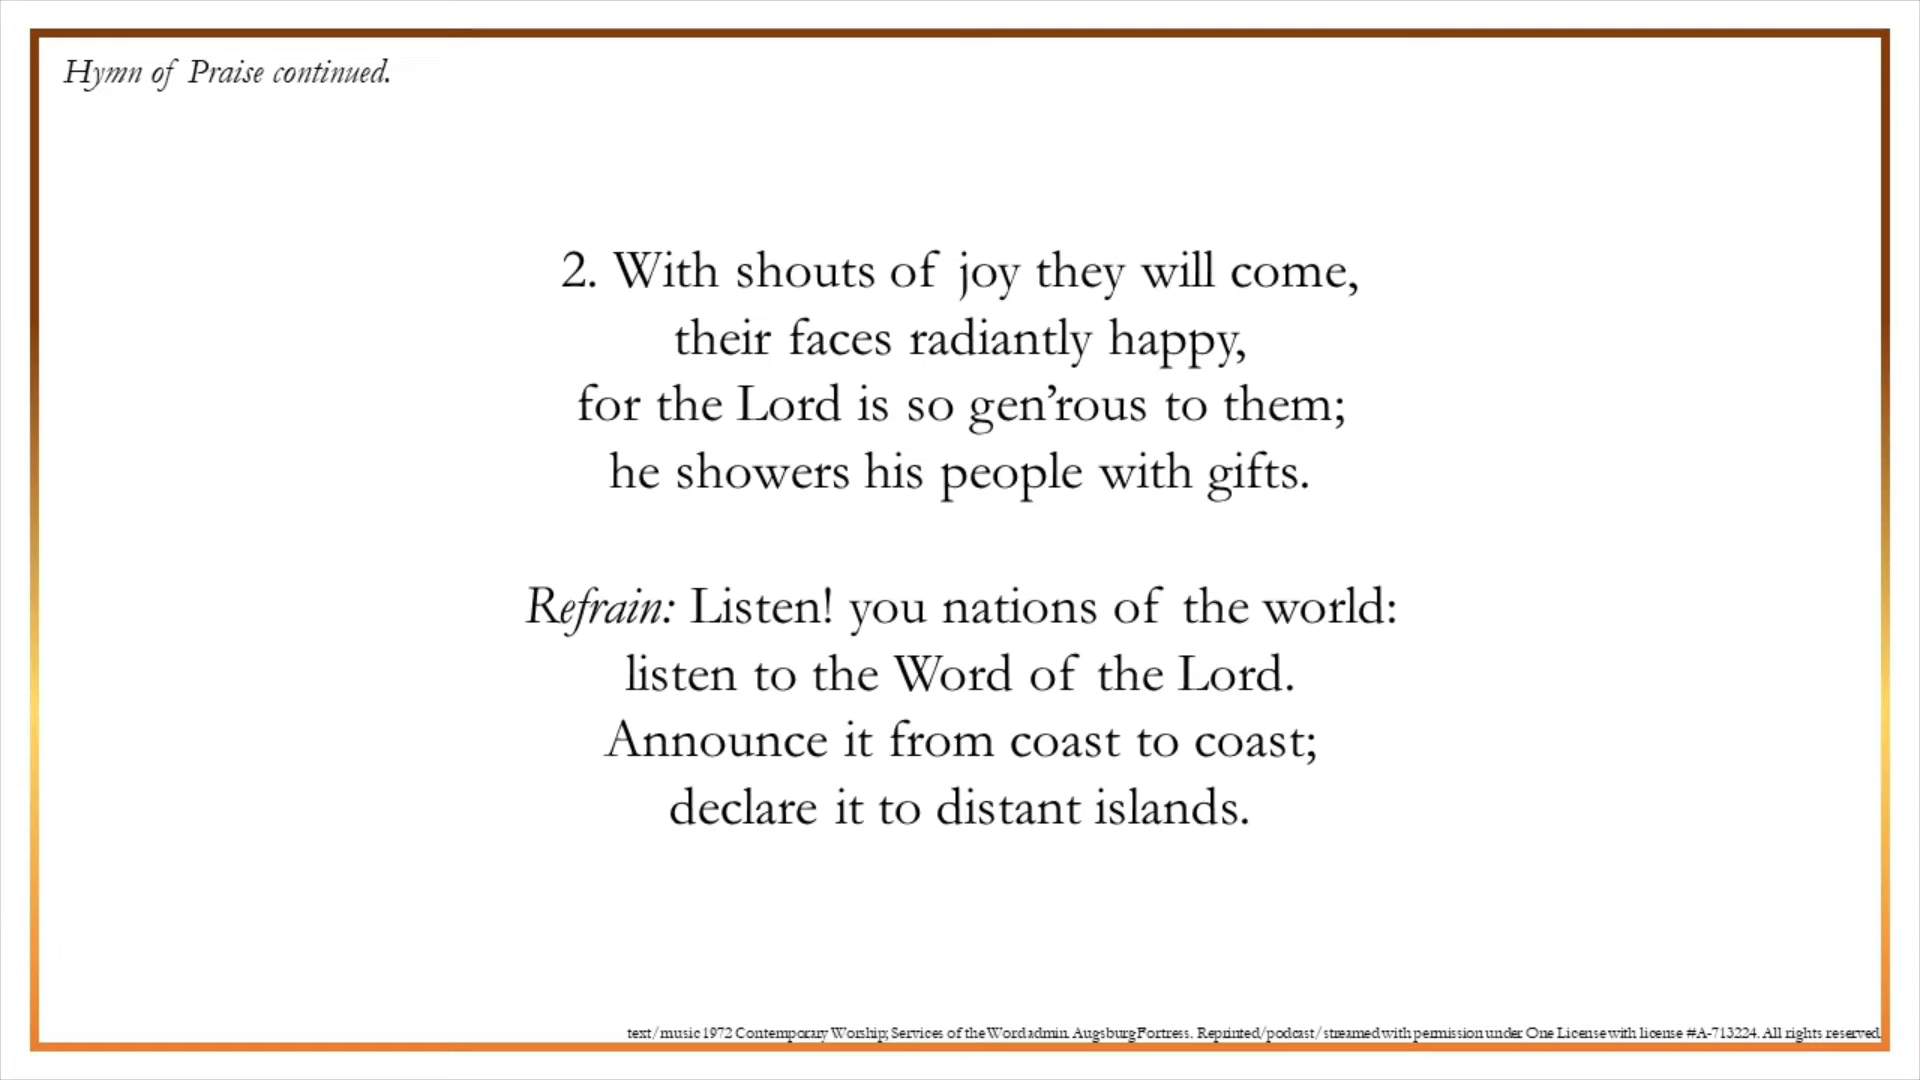 Hymn of Praise continued.
2. With shouts of joy they will come,
their faces radiantly happy,
for the Lord is so gen’rous to them;
he showers his people with gifts.
Refrain: Listen! you nations of the world:
listen to the Word of the Lord.
Announce it from coast to coast;
declare it to distant islands.
text/music 1972 Contemporary Worship; Services of the Word admin. Augsburg Fortress. Reprinted/podcast/streamed with permission under One License with license #A-713224. All rights reserved.